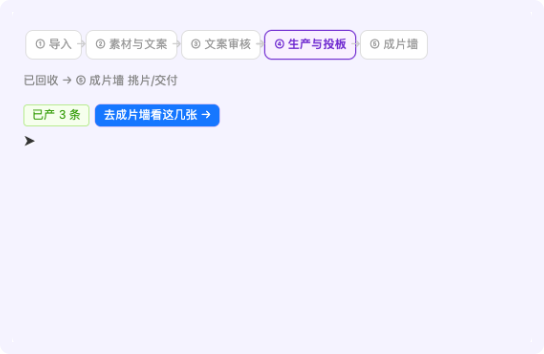 ① 导入 → ② 素材与文案 → ③ 文案审核 → ④ 生产与投板 → ⑤ 成片墙
已回收 → ⑤ 成片墙 挑片/交付
已产 3 条 去成片墙看这几张 →
➤